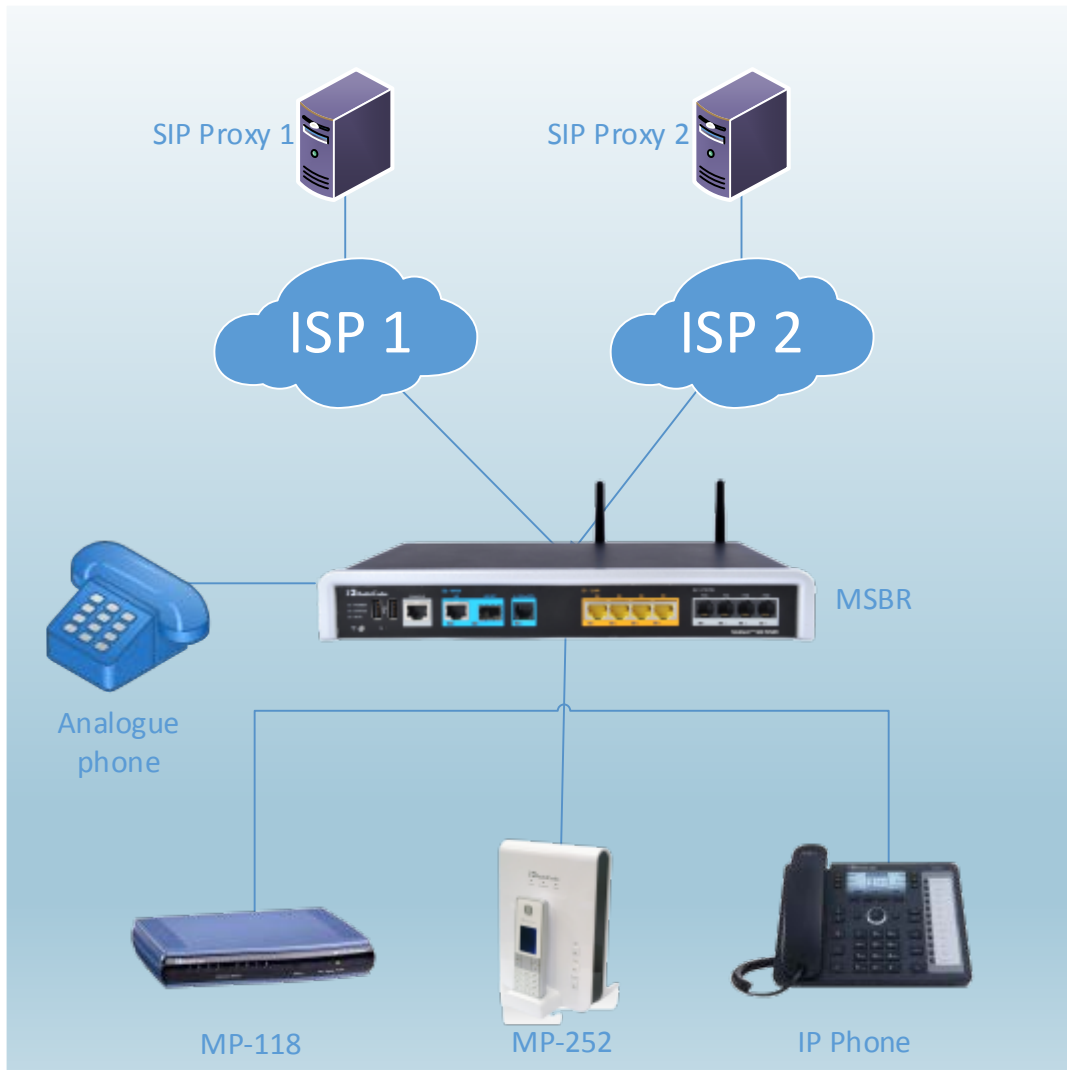 SIP Proxy 1
SIP Proxy 2
ISP 1
ISP 2
MSBR
Analogue
phone
MP-118
MP-252
IP Phone